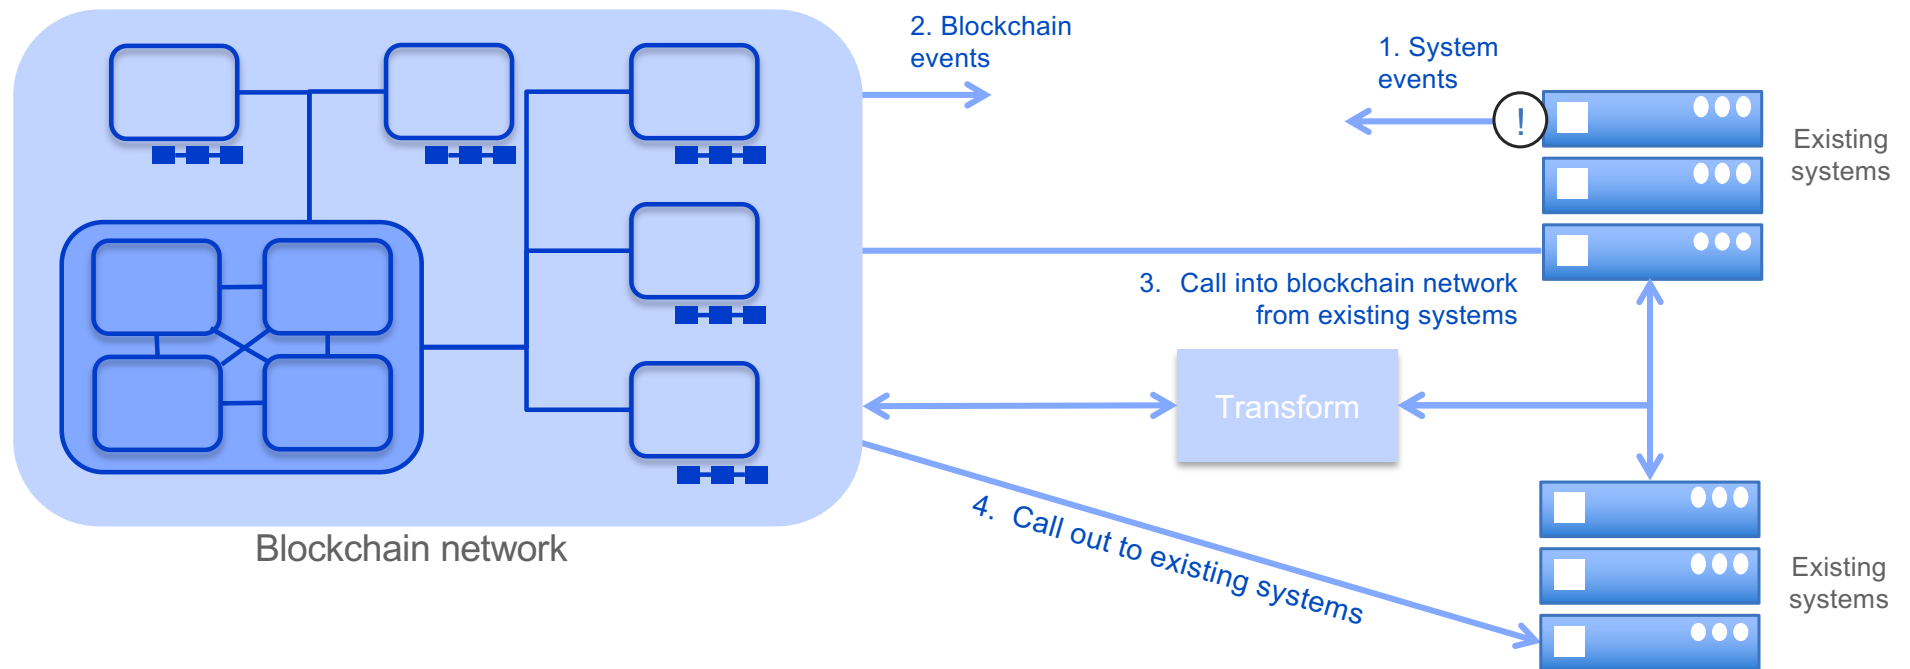 2. Blockchain
events
1. System
events
!
Existing
systems
3. Call into blockchain network
from existing systems
Transform
4. Call out to existing systems
Blockchain network
Existing
systems